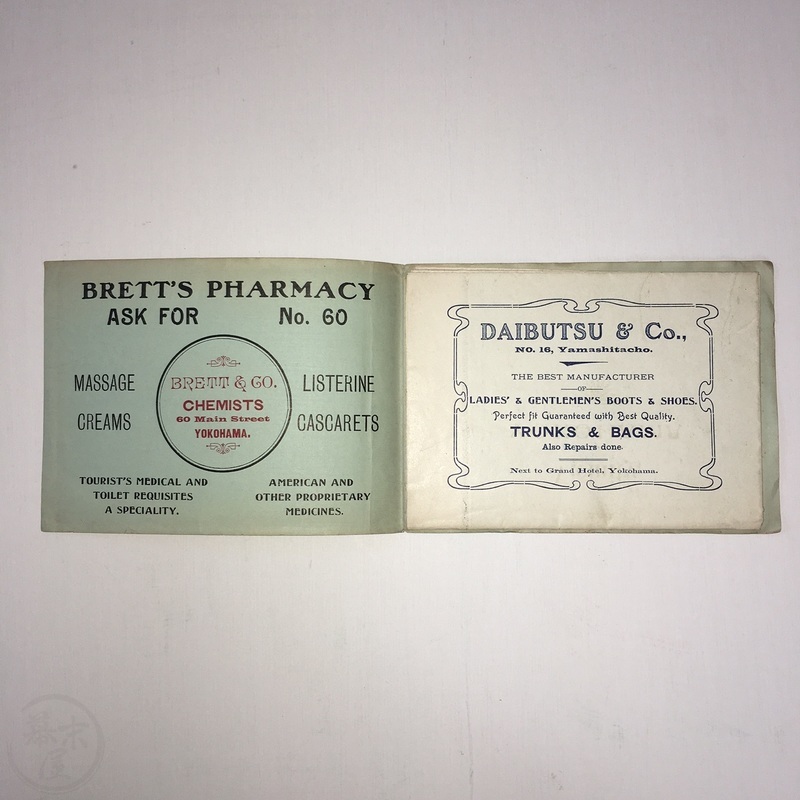 BRETT'S PHARMACY
ASK FOR No. 60
MASSAGE
CREAMS
BRETT & CO.
CHEMISTS
60 Main Street
YOKOHAMA.
LISTERINE
CASCARETS
TOURIST'S MEDICAL AND
TOILET REQUISITES
A SPECIALITY.
AMERICAN AND
OTHER PROPRIETARY
MEDICINES.
DAIBUTSU & Co.,
NO. 16, Yamashitacho.
THE BEST MANUFACTURER
OF
LADIES' & GENTLEMEN'S BOOTS & SHOES.
Perfect fit Guaranteed with Best Quality.
TRUNKS & BAGS.
Also Repairs done.
Next to Grand Hotel, Yokohama.
幕末屋